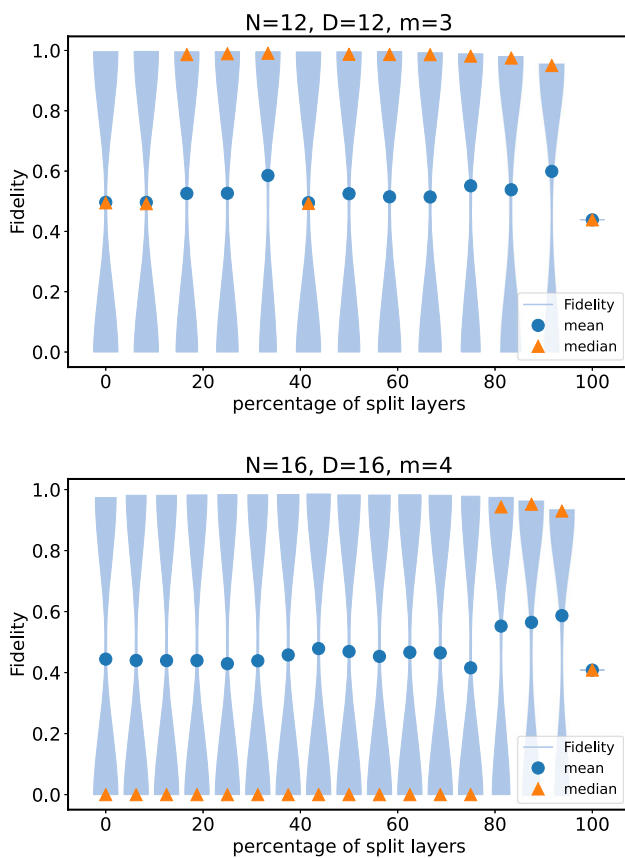 N=12, D=12, m=3
1.0
0.8
0.6
0.4
0.2
0.0
Fidelity
Fidelity
mean
median
0 20 40 60 80 100
percentage of split layers
N=16, D=16, m=4
1.0
0.8
0.6
0.4
0.2
0.0
Fidelity
Fidelity
mean
median
0 20 40 60 80 100
percentage of split layers